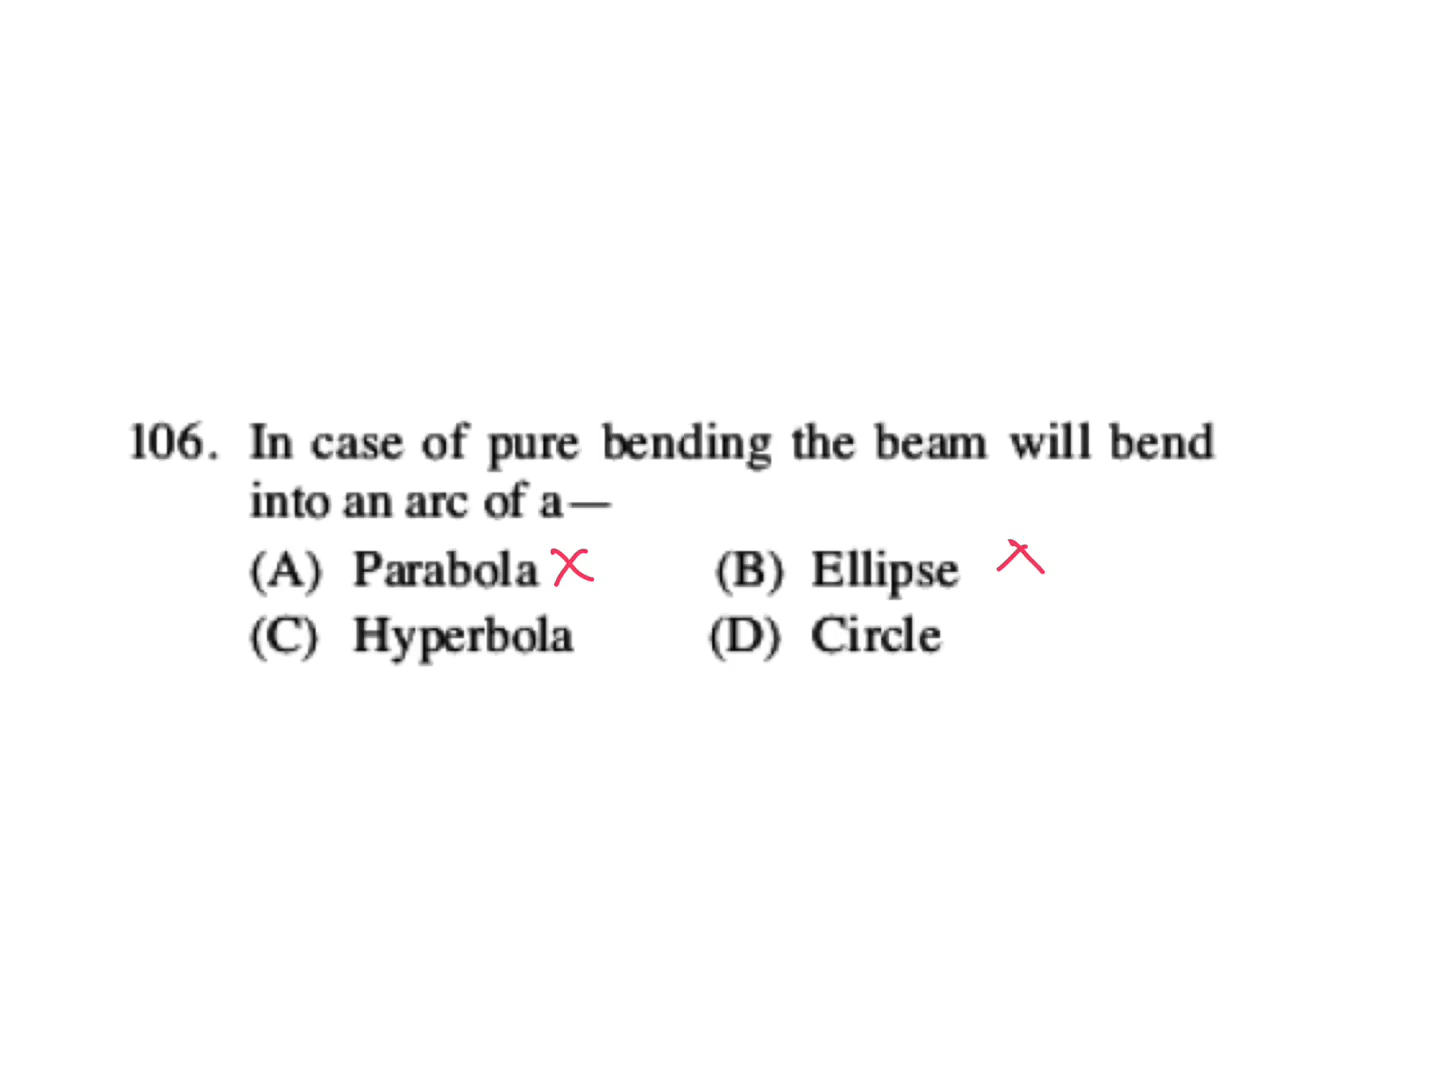 106. In case of pure bending the beam will bend
into an arc of a—
(A) Parabola (B) Ellipse
(C) Hyperbola (D) Circle